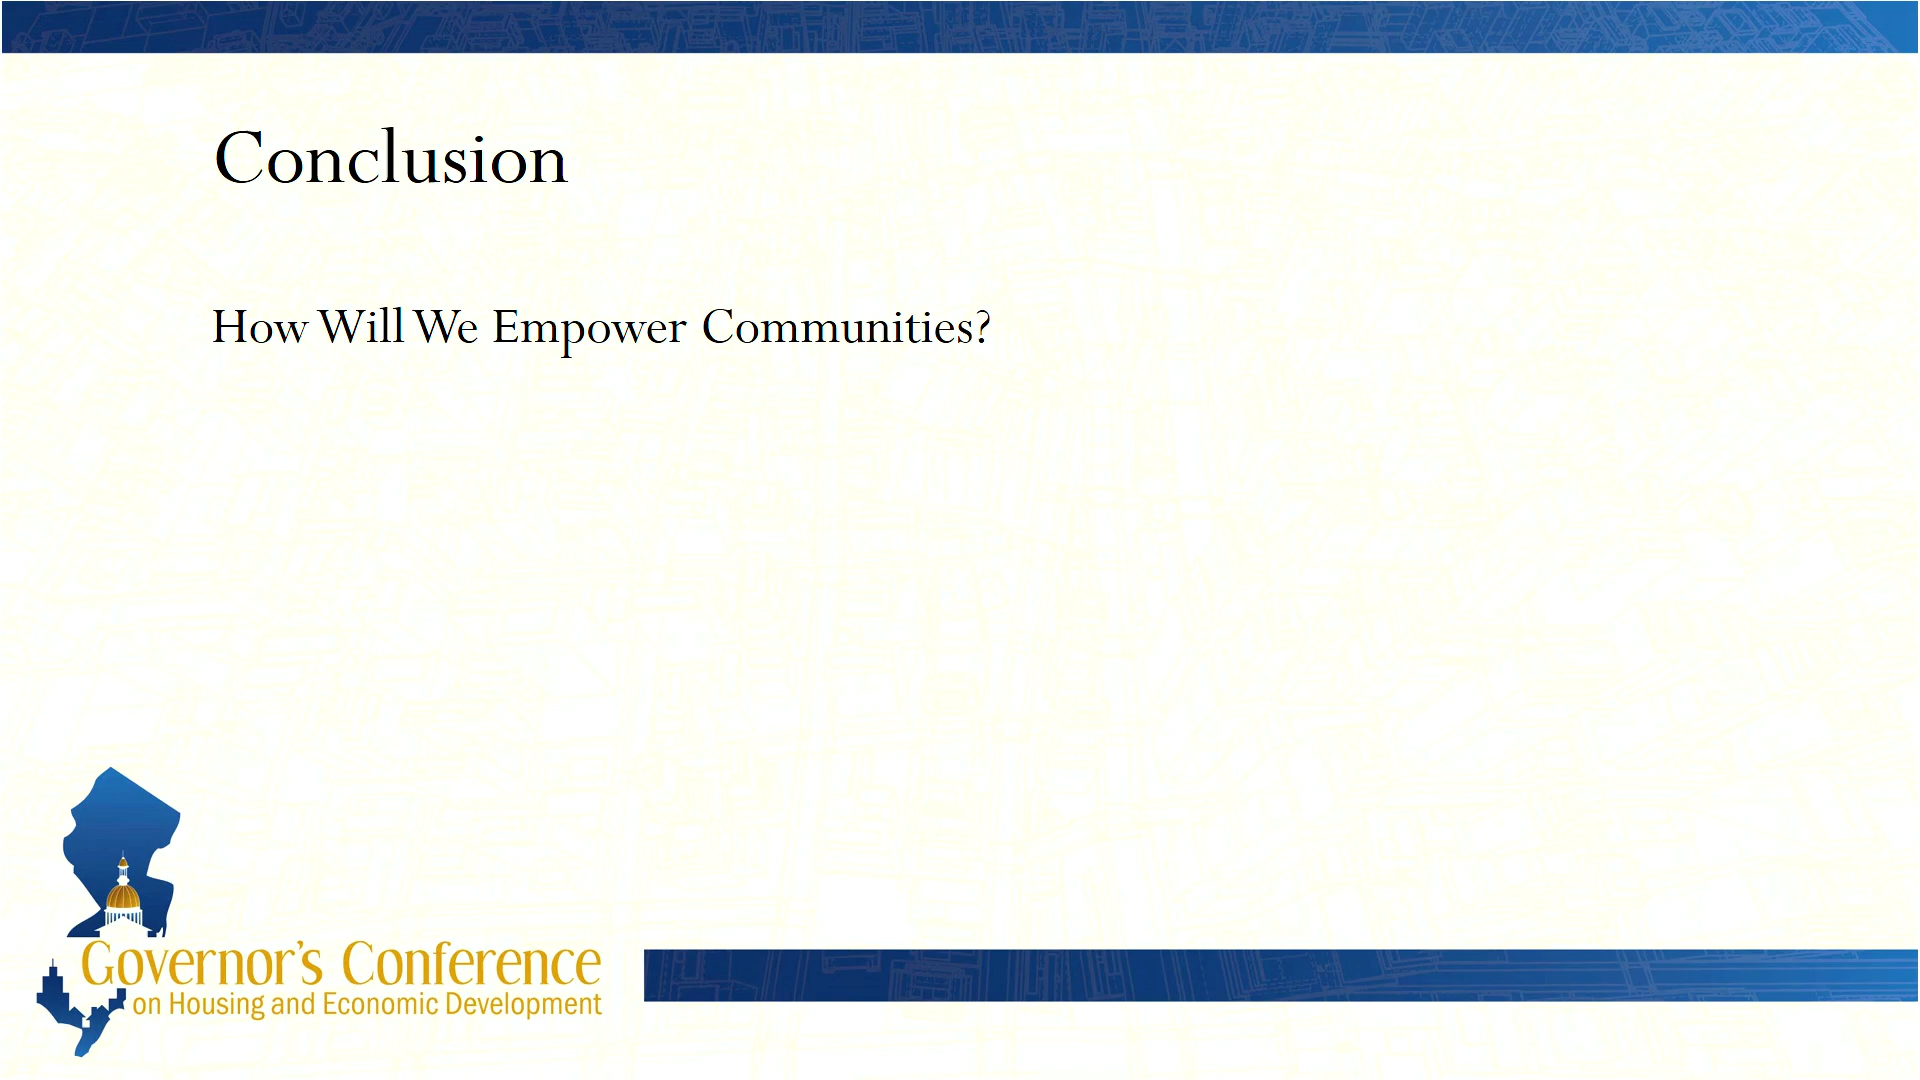 Conclusion
How Will We Empower Communities?
Governor's Conference
on Housing and Economic Development